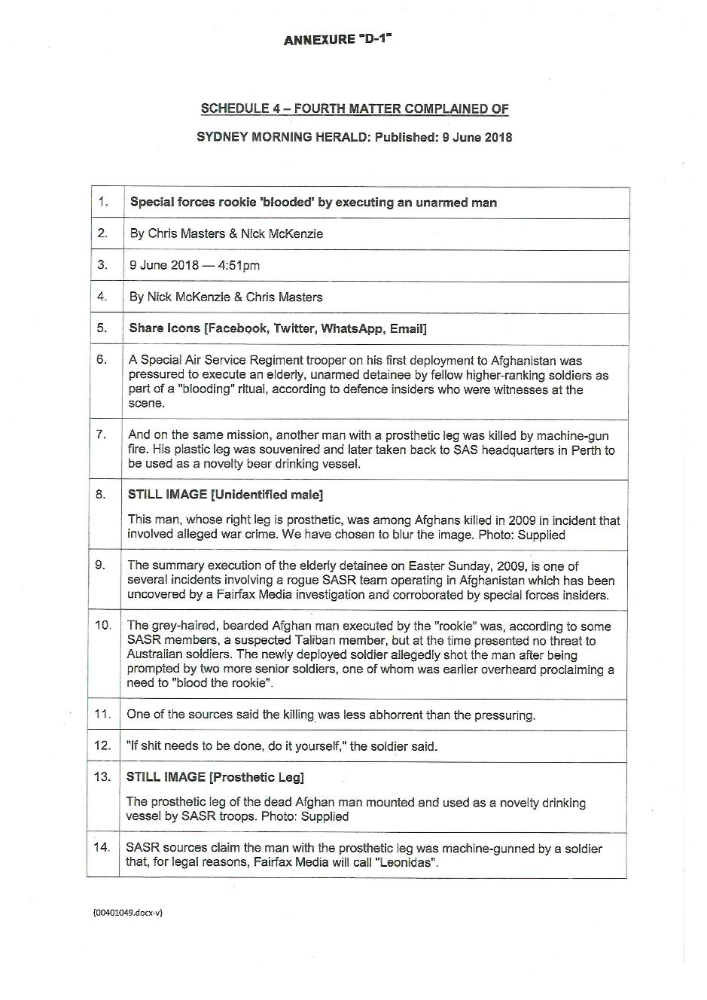 ANNEXURE "D-1"
SCHEDULE 4 – FOURTH MATTER COMPLAINED OF
SYDNEY MORNING HERALD: Published: 9 June 2018
1. Special forces rookie 'blooded' by executing an unarmed man
2. By Chris Masters & Nick McKenzie
3. 9 June 2018 — 4:51pm
4. By Nick McKenzie & Chris Masters
5. Share Icons [Facebook, Twitter, WhatsApp, Email]
6. A Special Air Service Regiment trooper on his first deployment to Afghanistan was
pressured to execute an elderly, unarmed detainee by fellow higher-ranking soldiers as
part of a "blooding" ritual, according to defence insiders who were witnesses at the
scene.
7. And on the same mission, another man with a prosthetic leg was killed by machine-gun
fire. His plastic leg was souvenired and later taken back to SAS headquarters in Perth to
be used as a novelty beer drinking vessel.
8. STILL IMAGE [Unidentified male]
This man, whose right leg is prosthetic, was among Afghans killed in 2009 in incident that
involved alleged war crime. We have chosen to blur the image. Photo: Supplied
9. The summary execution of the elderly detainee on Easter Sunday, 2009, is one of
several incidents involving a rogue SASR team operating in Afghanistan which has been
uncovered by a Fairfax Media investigation and corroborated by special forces insiders.
10. The grey-haired, bearded Afghan man executed by the "rookie" was, according to some
SASR members, a suspected Taliban member, but at the time presented no threat to
Australian soldiers. The newly deployed soldier allegedly shot the man after being
prompted by two more senior soldiers, one of whom was earlier overheard proclaiming a
need to "blood the rookie".
11. One of the sources said the killing was less abhorrent than the pressuring.
12. "If shit needs to be done, do it yourself," the soldier said.
13. STILL IMAGE [Prosthetic Leg]
The prosthetic leg of the dead Afghan man mounted and used as a novelty drinking
vessel by SASR troops. Photo: Supplied
14. SASR sources claim the man with the prosthetic leg was machine-gunned by a soldier
that, for legal reasons, Fairfax Media will call "Leonidas".
{00401049.docx-v}